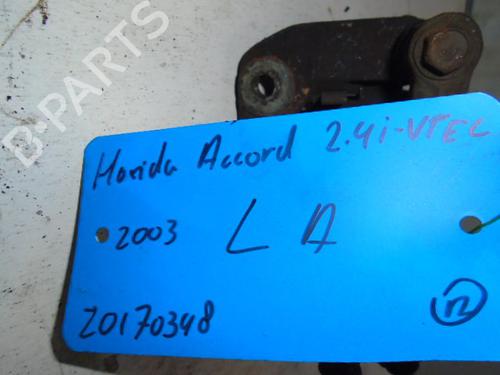 B-PARTS
Honda Accord 2.4i-VTEC
2003 L A
20170348